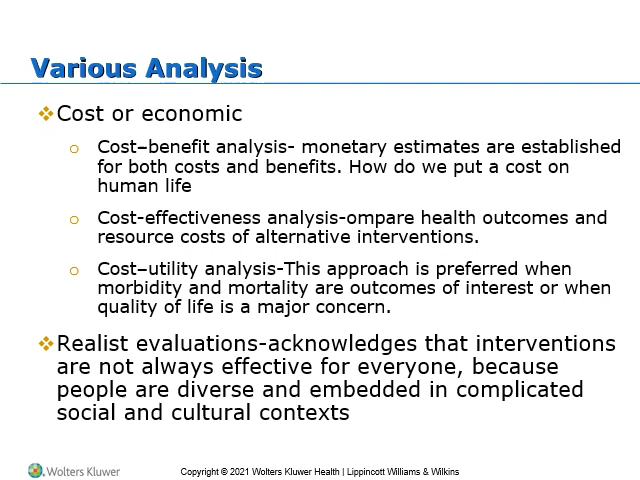 Various Analysis
❖Cost or economic
o Cost–benefit analysis- monetary estimates are established
for both costs and benefits. How do we put a cost on
human life
o Cost-effectiveness analysis-ompare health outcomes and
resource costs of alternative interventions.
o Cost–utility analysis-This approach is preferred when
morbidity and mortality are outcomes of interest or when
quality of life is a major concern.
❖Realist evaluations-acknowledges that interventions
are not always effective for everyone, because
people are diverse and embedded in complicated
social and cultural contexts
Wolters Kluwer
Copyright © 2021 Wolters Kluwer Health | Lippincott Williams & Wilkins